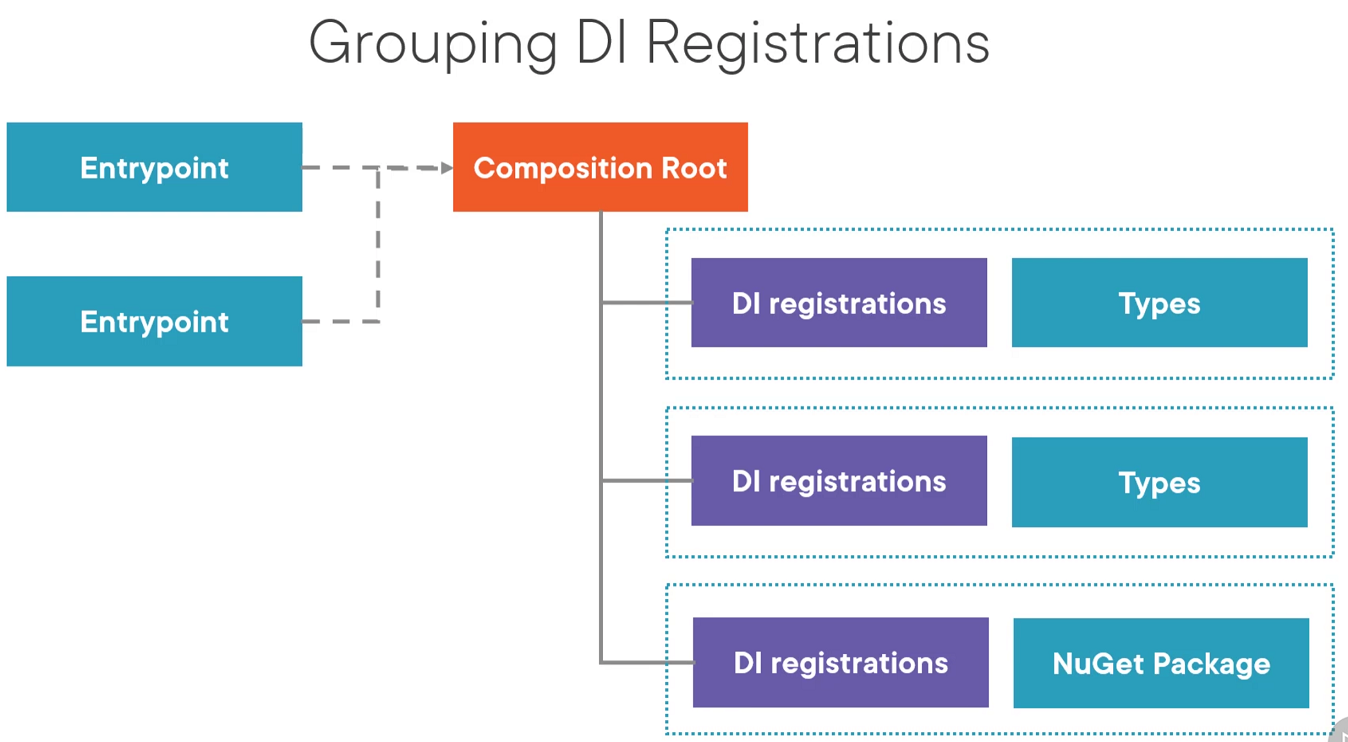 Grouping DI Registrations
Entrypoint
Composition Root
Entrypoint
DI registrations
Types
DI registrations
Types
DI registrations
NuGet Package